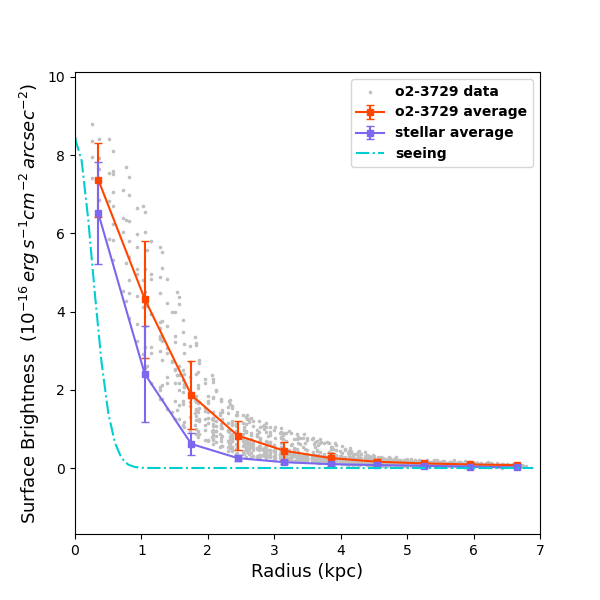 10
8
6
4
2
0
0 1 2 3 4 5 6 7
Surface Brightness (10⁻¹⁶ erg s⁻¹cm⁻² arcsec⁻²)
Radius (kpc)
o2-3729 data
o2-3729 average
stellar average
seeing